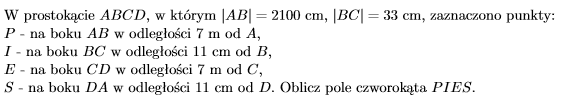 W prostokącie ABCD, w którym |AB| = 2100 cm, |BC| = 33 cm, zaznaczono punkty:
P - na boku AB w odległości 7 m od A,
I - na boku BC w odległości 11 cm od B,
E - na boku CD w odległości 7 m od C,
S - na boku DA w odległości 11 cm od D. Oblicz pole czworokąta PIES.